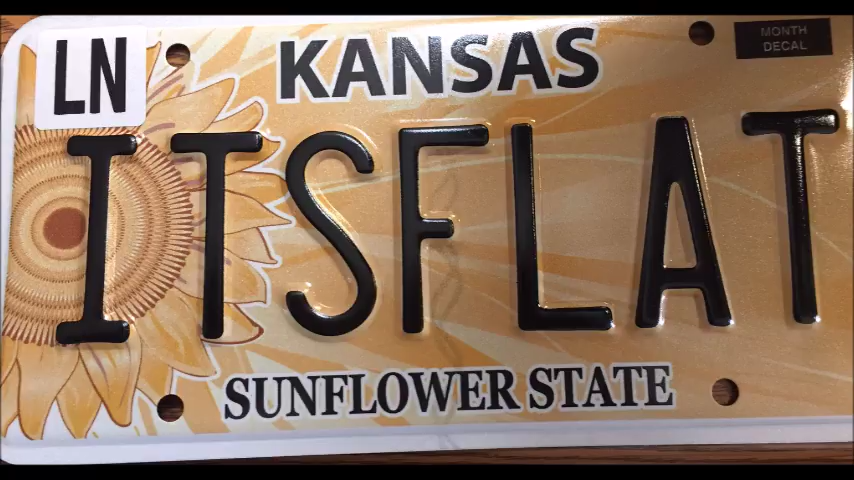 LN
KANSAS
MONTH
DECAL
ITSFLAT
SUNFLOWER STATE